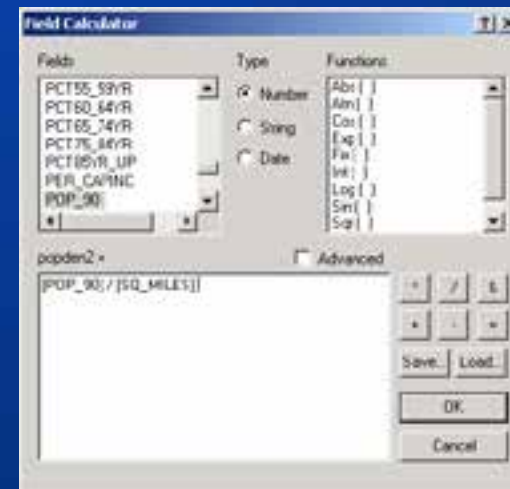 Field Calculator
Fields
Type
Functions
PCT55_59YR
PCT60_64YR
PCT65_74YR
PCT75_84YR
PCT85YR_UP
PER_CAPINC
POP_90
Number
String
Date
Abs( )
Atn( )
Cos( )
Exp( )
Fix( )
Int( )
Log( )
Sin( )
Sqr( )
popden2 =
Advanced
[POP_90] / [SQ_MILES]
* / &
+ - =
Save... Load...
OK
Cancel